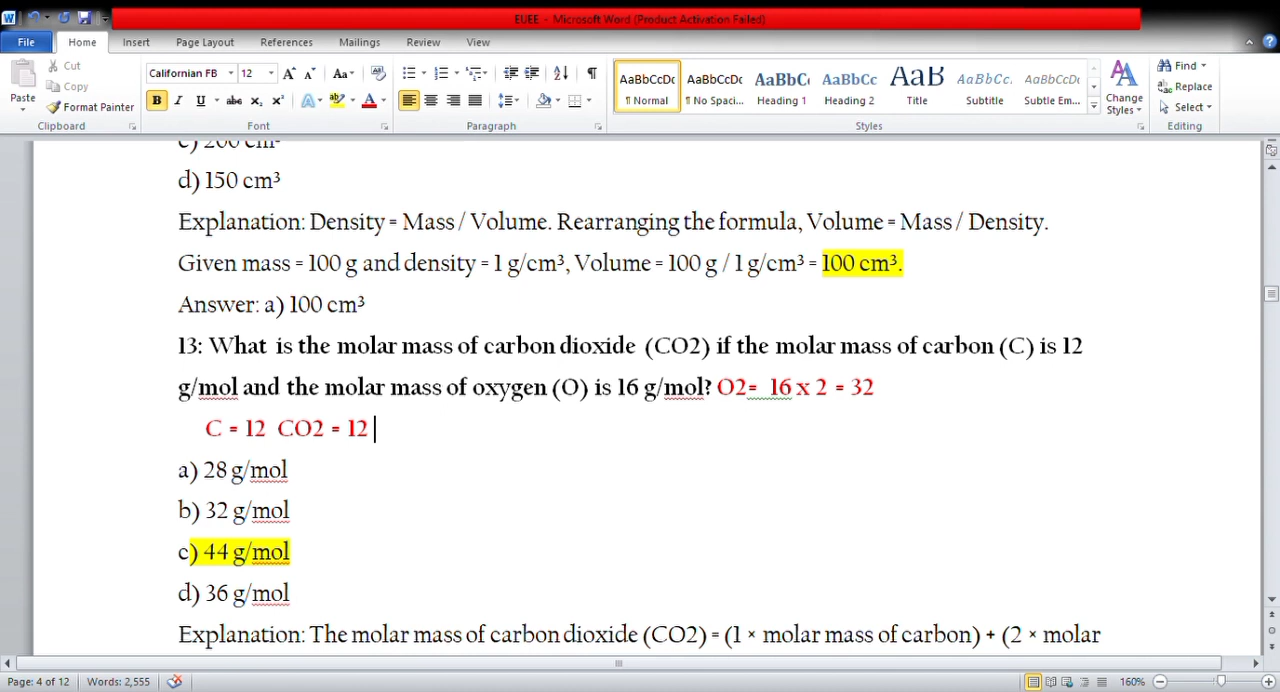 EUEE - Microsoft Word (Product Activation Failed)
File Home Insert Page Layout References Mailings Review View
Paste Cut Copy Format Painter
Clipboard
Californian FB 12
Font
Paragraph
AaBbCcDc ¶ Normal
AaBbCcDc ¶ No Spaci...
AaBbC Heading 1
AaBbCc Heading 2
AaB Title
AaBbCc. Subtitle
AaBbCcDc Subtle Em...
Change Styles
Styles
Find
Replace
Select
Editing
c) 200 cm³
d) 150 cm³
Explanation: Density = Mass / Volume. Rearranging the formula, Volume = Mass / Density.
Given mass = 100 g and density = 1 g/cm³, Volume = 100 g / 1 g/cm³ = 100 cm³.
Answer: a) 100 cm³
13: What is the molar mass of carbon dioxide (CO2) if the molar mass of carbon (C) is 12
g/mol and the molar mass of oxygen (O) is 16 g/mol? O2= 16 x 2 = 32
C = 12 CO2 = 12
a) 28 g/mol
b) 32 g/mol
c) 44 g/mol
d) 36 g/mol
Explanation: The molar mass of carbon dioxide (CO2) = (1 × molar mass of carbon) + (2 × molar
Page: 4 of 12 Words: 2,555 160%